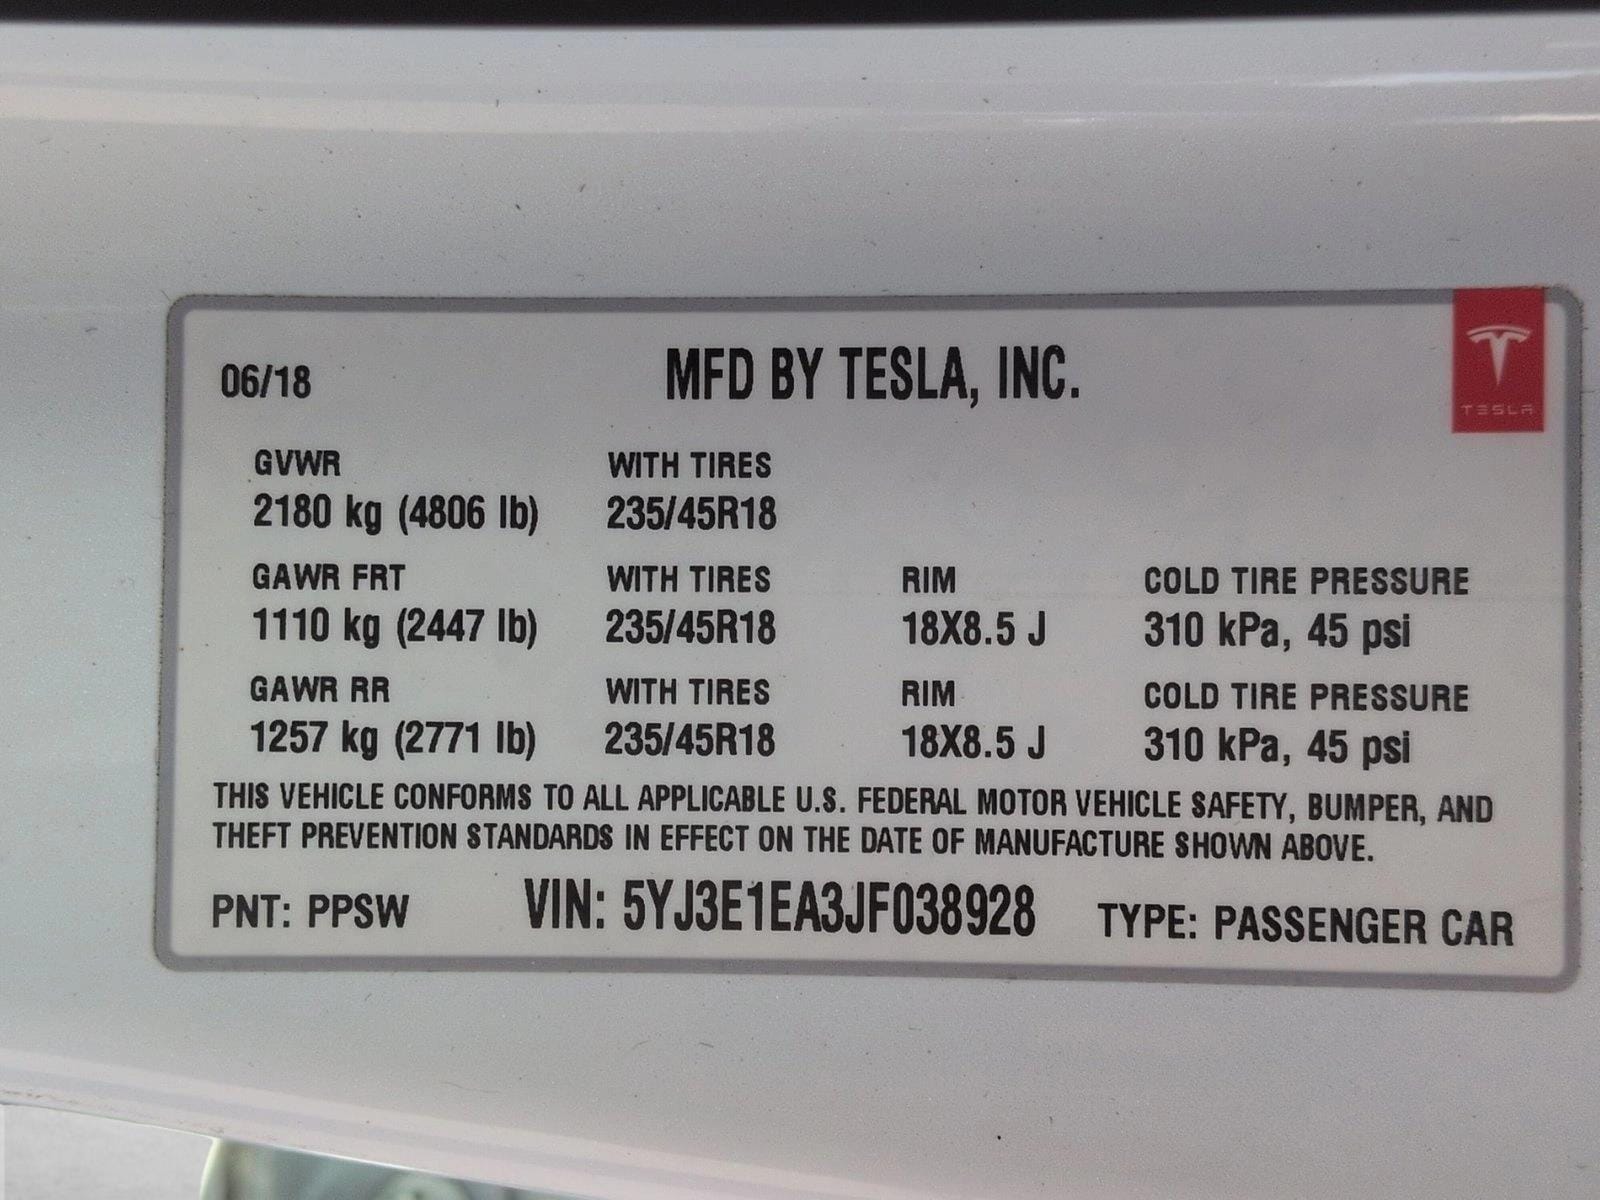 06/18 MFD BY TESLA, INC.
TESLA
GVWR WITH TIRES
2180 kg (4806 lb) 235/45R18
GAWR FRT WITH TIRES RIM COLD TIRE PRESSURE
1110 kg (2447 lb) 235/45R18 18X8.5 J 310 kPa, 45 psi
GAWR RR WITH TIRES RIM COLD TIRE PRESSURE
1257 kg (2771 lb) 235/45R18 18X8.5 J 310 kPa, 45 psi
THIS VEHICLE CONFORMS TO ALL APPLICABLE U.S. FEDERAL MOTOR VEHICLE SAFETY, BUMPER, AND
THEFT PREVENTION STANDARDS IN EFFECT ON THE DATE OF MANUFACTURE SHOWN ABOVE.
PNT: PPSW VIN: 5YJ3E1EA3JF038928 TYPE: PASSENGER CAR